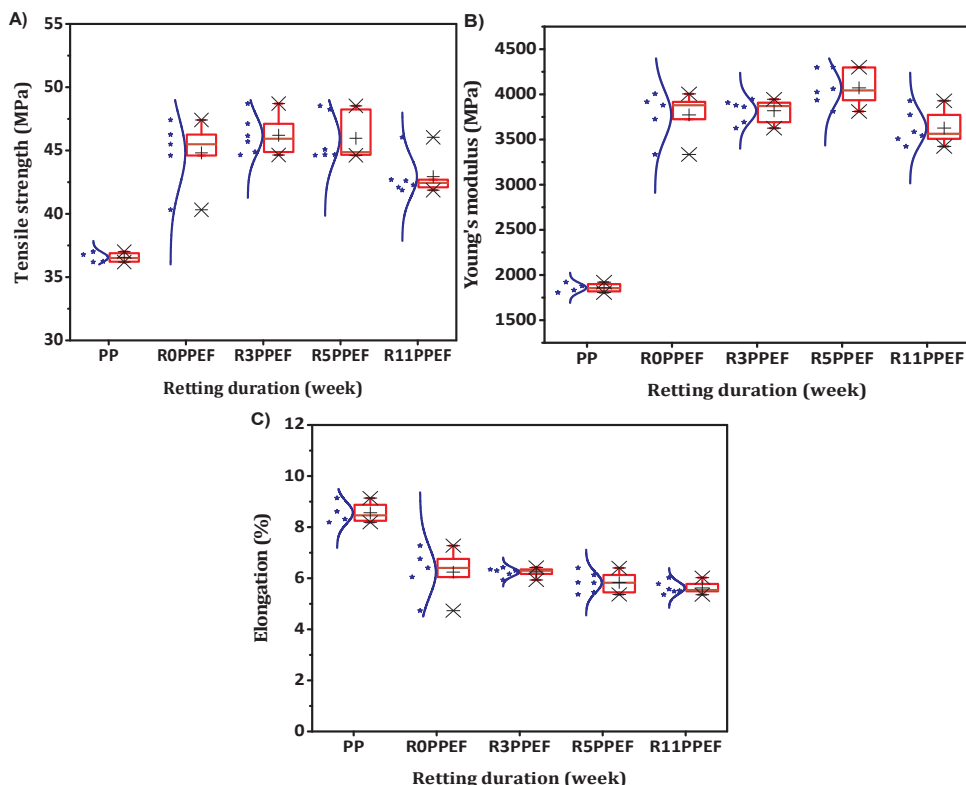 A)
Tensile strength (MPa)
55
50
45
40
35
30
PP R0PPEF R3PPEF R5PPEF R11PPEF
Retting duration (week)
B)
Young's modulus (MPa)
4500
4000
3500
3000
2500
2000
1500
PP R0PPEF R3PPEF R5PPEF R11PPEF
Retting duration (week)
C)
Elongation (%)
12
10
8
6
4
2
0
PP R0PPEF R3PPEF R5PPEF R11PPEF
Retting duration (week)